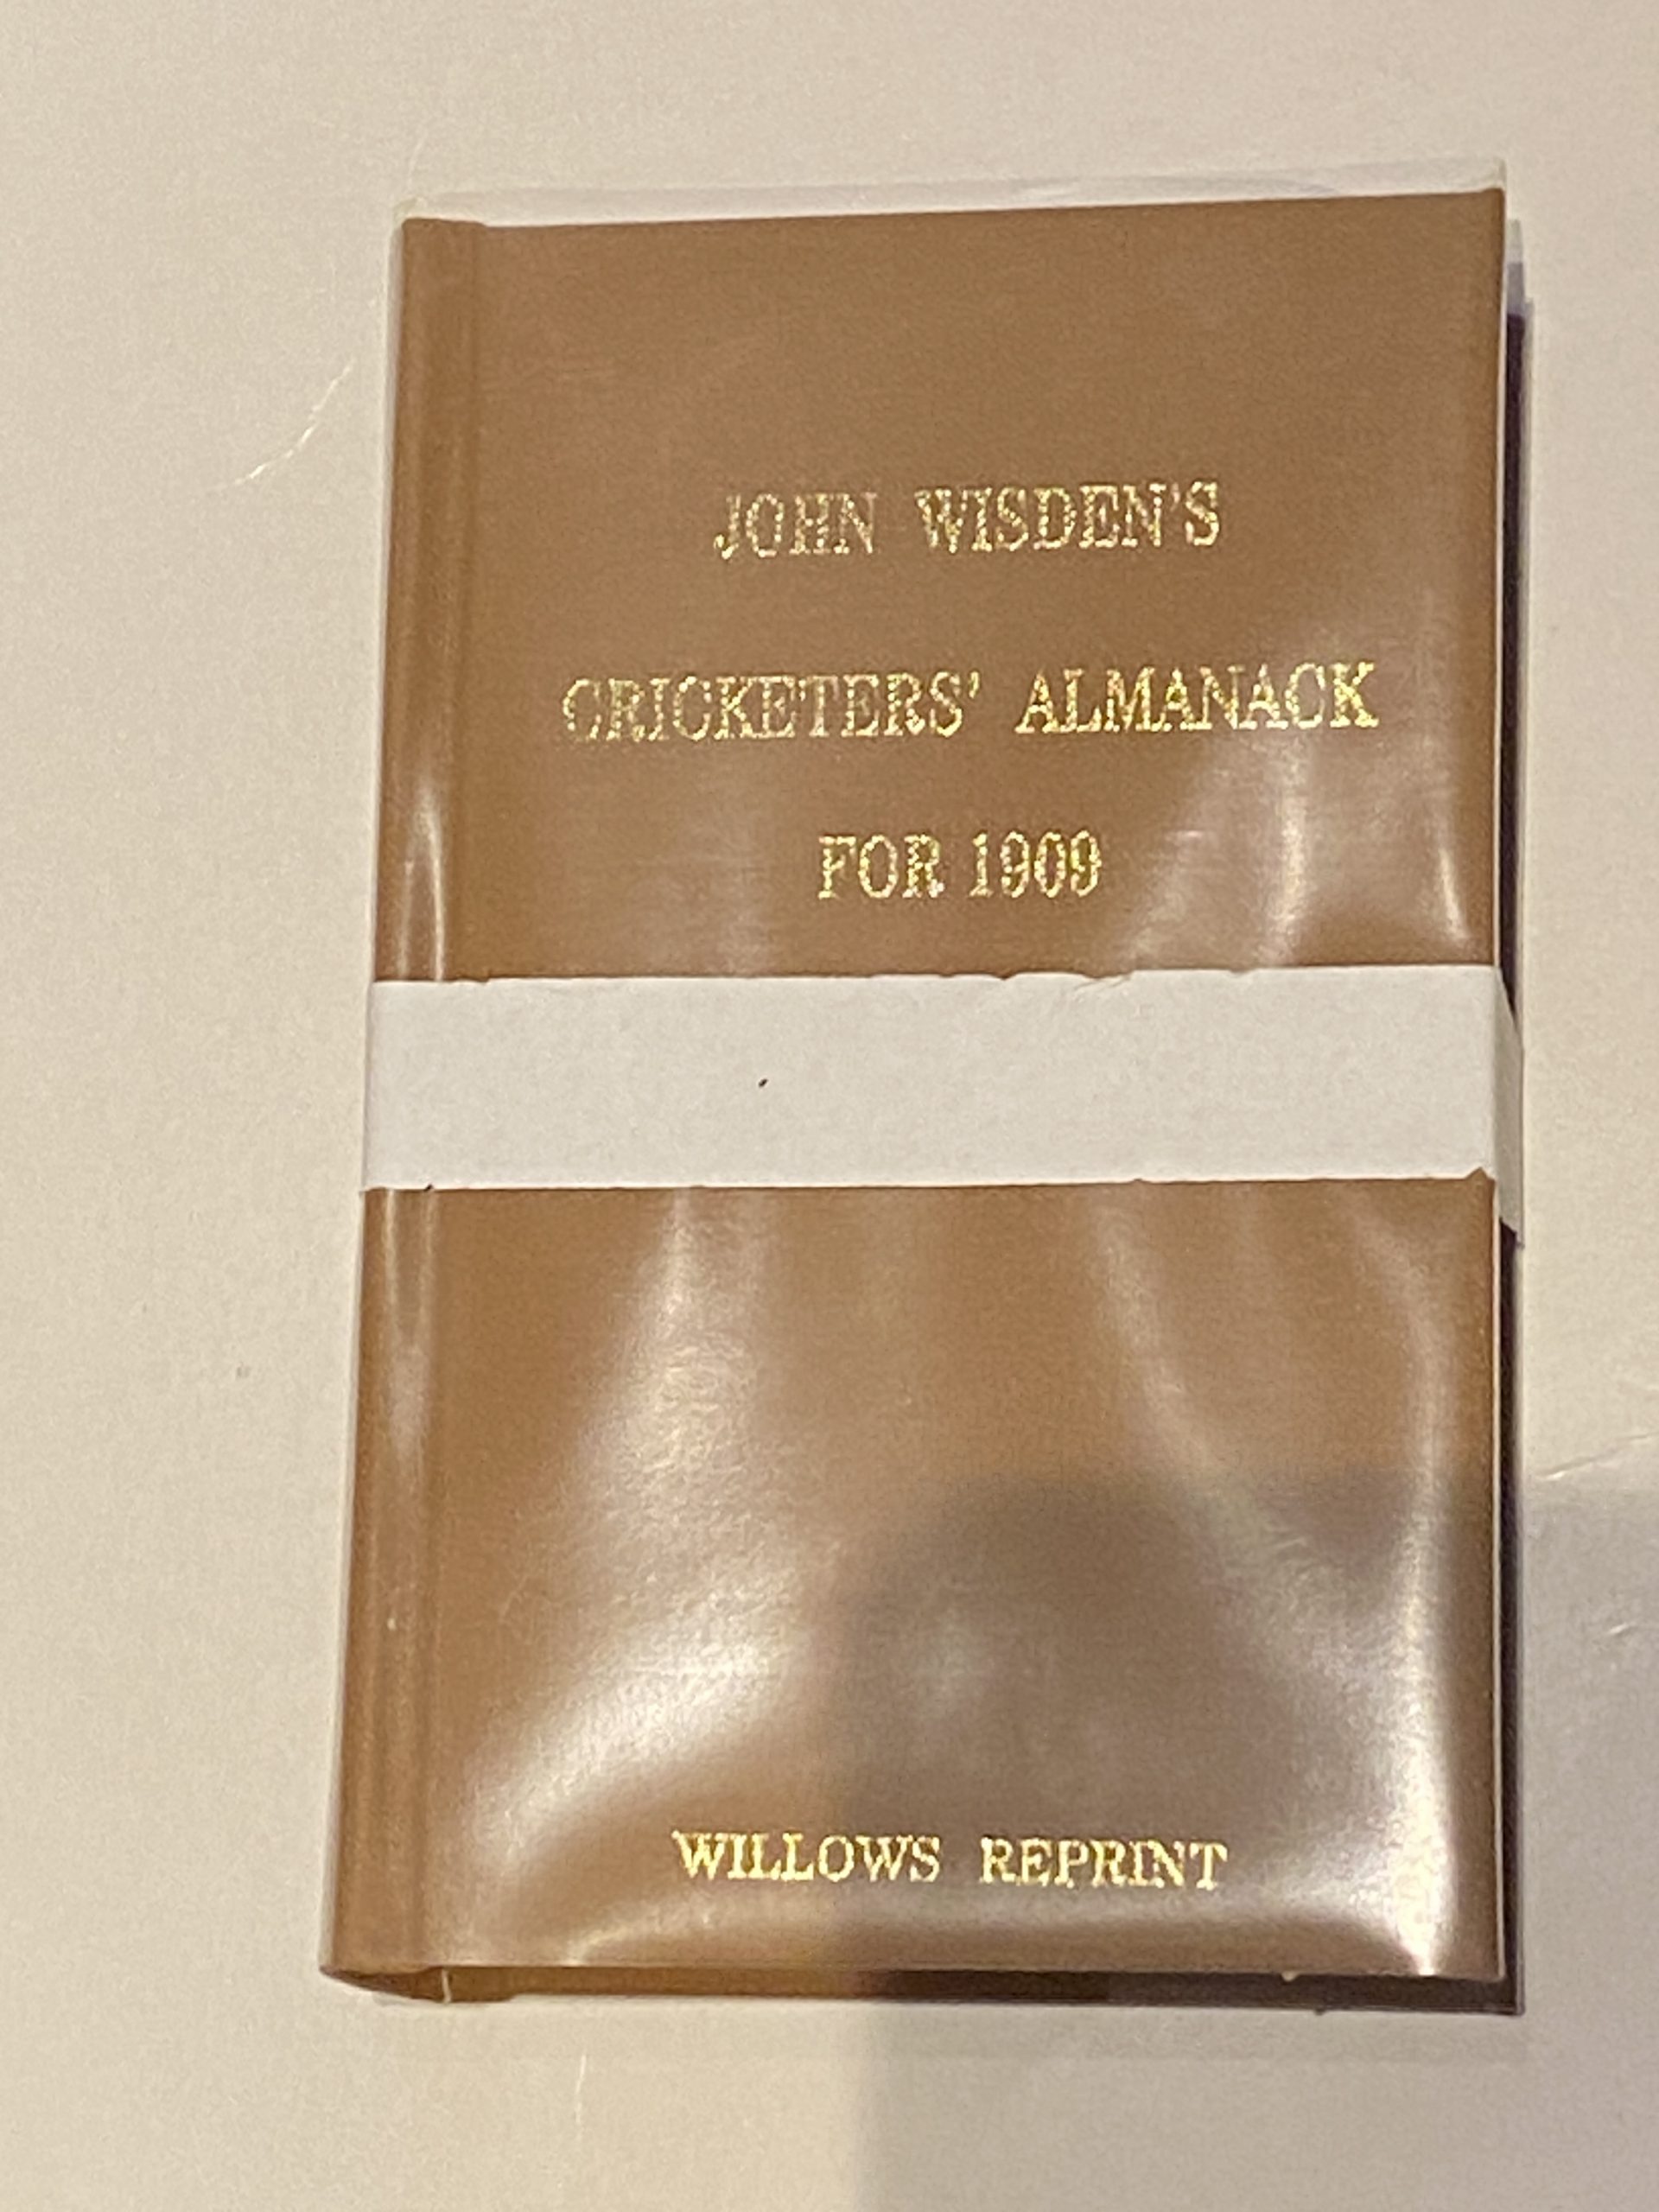 JOHN WISDEN'S
CRICKETERS' ALMANACK
FOR 1909
WILLOWS REPRINT